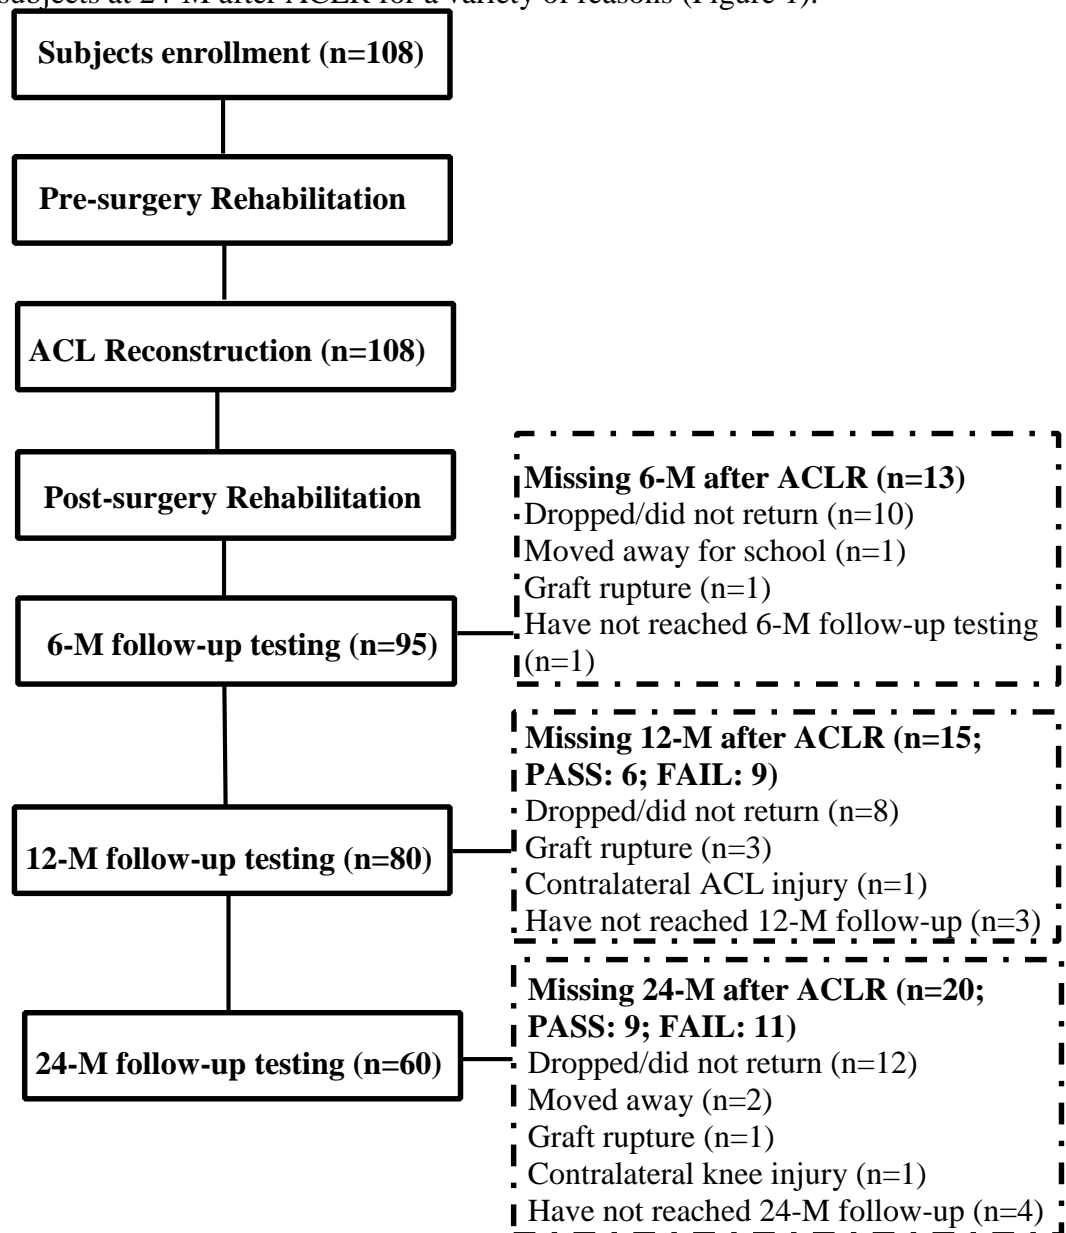 subjects at 24-M after ACLR for a variety of reasons (Figure 1).
Subjects enrollment (n=108)
Pre-surgery Rehabilitation
ACL Reconstruction (n=108)
Post-surgery Rehabilitation
6-M follow-up testing (n=95)
Missing 6-M after ACLR (n=13)
Dropped/did not return (n=10)
Moved away for school (n=1)
Graft rupture (n=1)
Have not reached 6-M follow-up testing
(n=1)
12-M follow-up testing (n=80)
Missing 12-M after ACLR (n=15;
PASS: 6; FAIL: 9)
Dropped/did not return (n=8)
Graft rupture (n=3)
Contralateral ACL injury (n=1)
Have not reached 12-M follow-up (n=3)
24-M follow-up testing (n=60)
Missing 24-M after ACLR (n=20;
PASS: 9; FAIL: 11)
Dropped/did not return (n=12)
Moved away (n=2)
Graft rupture (n=1)
Contralateral knee injury (n=1)
Have not reached 24-M follow-up (n=4)